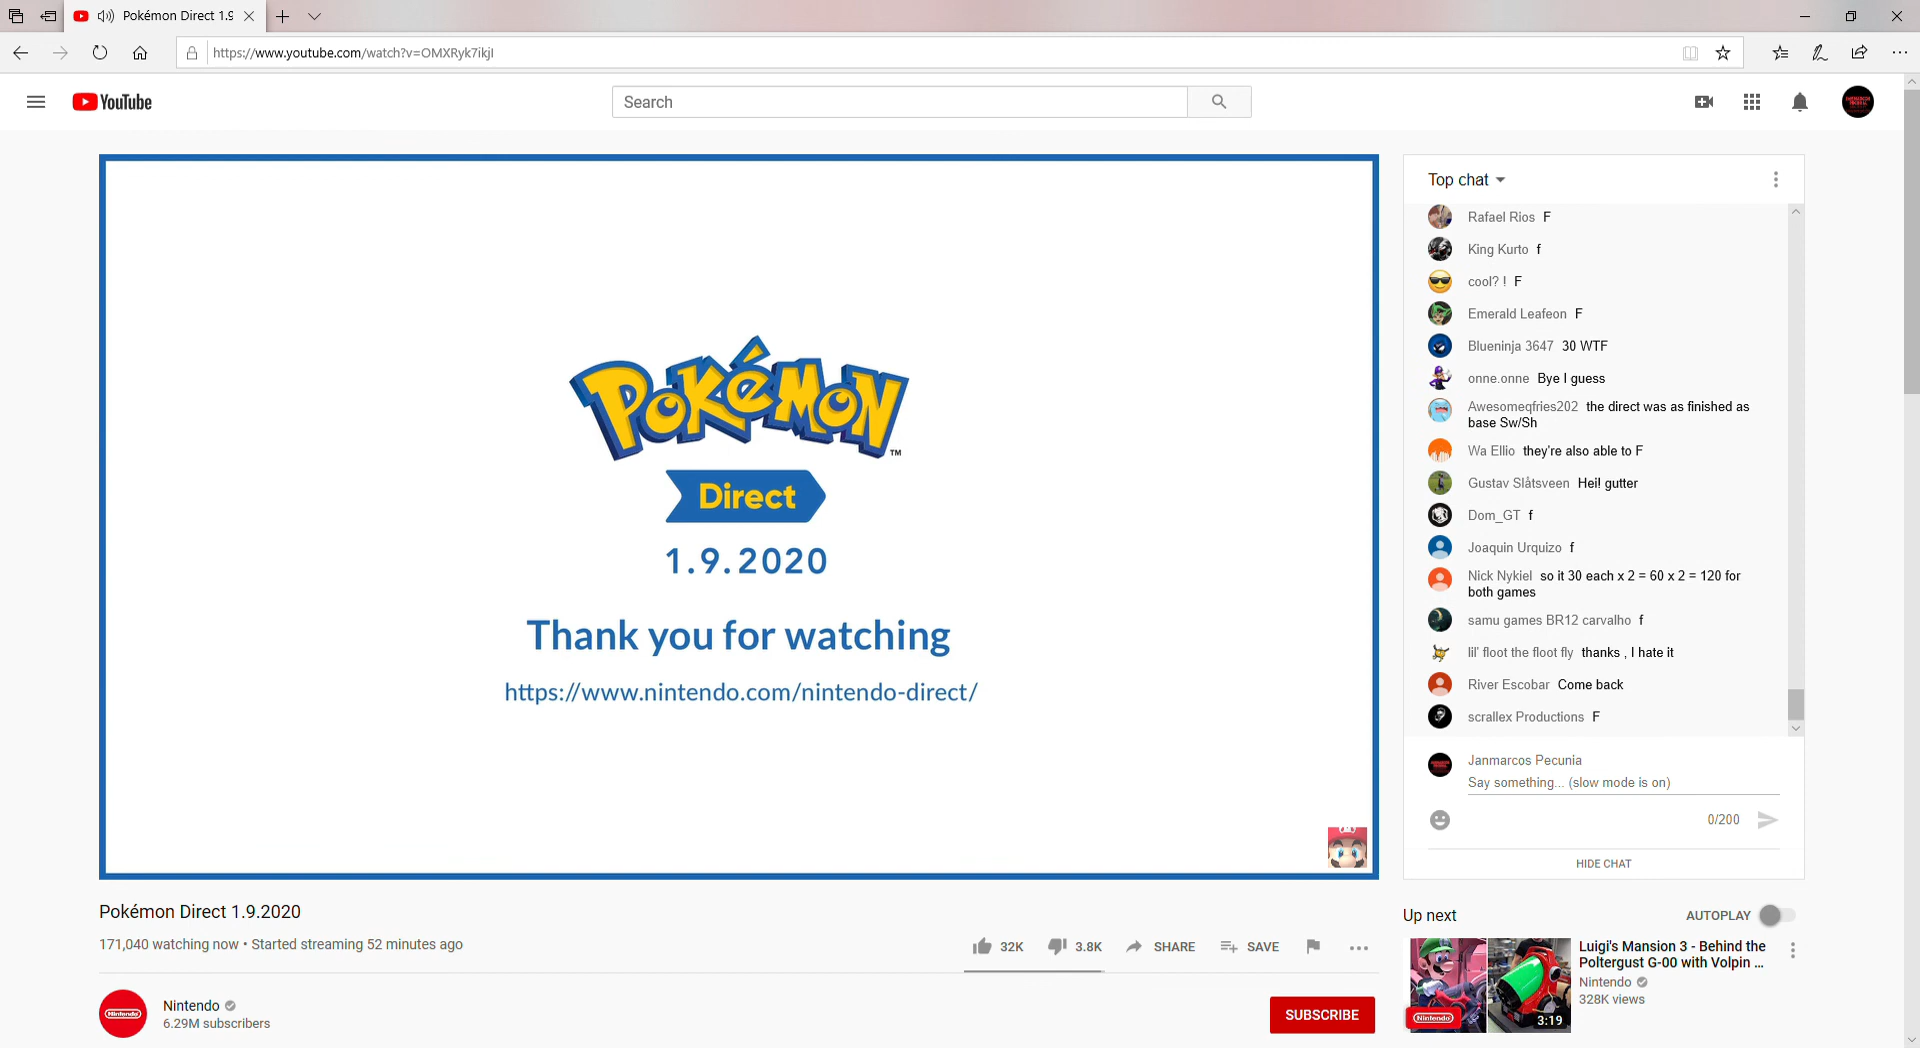 Pokémon Direct 1.9
https://www.youtube.com/watch?v=OMXRyk7ikjI
YouTube
Search
POKéMON
TM
Direct
1.9.2020
Thank you for watching
https://www.nintendo.com/nintendo-direct/
Top chat
Rafael Rios F
King Kurto f
cool? ! F
Emerald Leafeon F
Blueninja 3647 30 WTF
onne.onne Bye I guess
Awesomeqfries202 the direct was as finished as
base Sw/Sh
Wa Ellio they're also able to F
Gustav Slåtsveen Hei! gutter
Dom_GT f
Joaquin Urquizo f
Nick Nykiel so it 30 each x 2 = 60 x 2 = 120 for
both games
samu games BR12 carvalho f
lil' floot the floot fly thanks , I hate it
River Escobar Come back
scrallex Productions F
Janmarcos Pecunia
Say something... (slow mode is on)
0/200
HIDE CHAT
Pokémon Direct 1.9.2020
171,040 watching now • Started streaming 52 minutes ago
32K 3.8K SHARE SAVE
Nintendo
Nintendo
6.29M subscribers
SUBSCRIBE
Up next
AUTOPLAY
Luigi's Mansion 3 - Behind the
Poltergust G-00 with Volpin ...
Nintendo
328K views
Nintendo
3:19